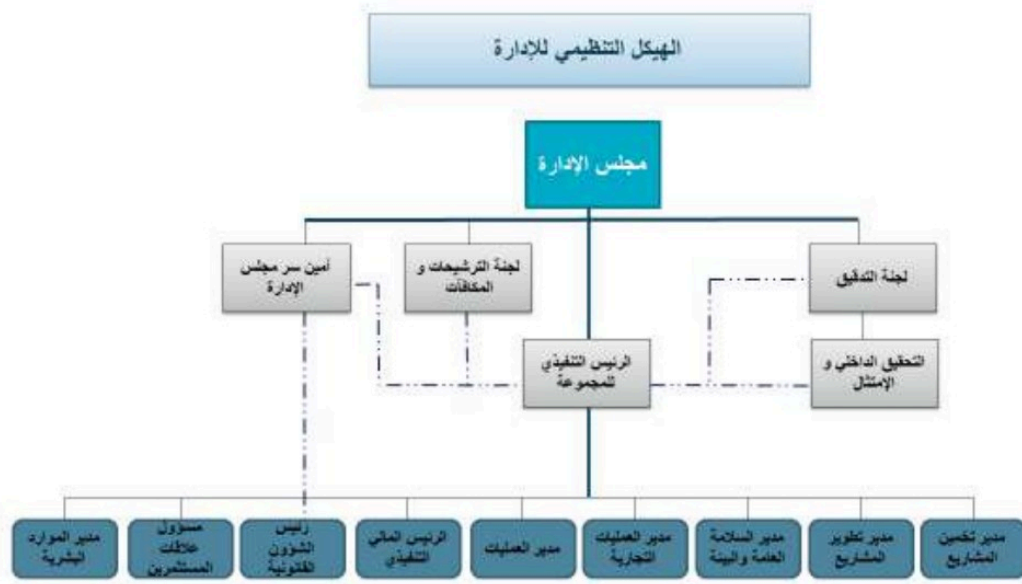 الهيكل التنظيمي للإدارة
مجلس الإدارة
لجنة التدقيق
لجنة الترشيحات و
المكافآت
أمين سر مجلس
الإدارة
التحقيق الداخلي و
الإمتثال
الرئيس التنفيذي
للمجموعة
مدير تخمين
المشاريع
مدير تطوير
المشاريع
مدير السلامة
العامة والبيئة
مدير العمليات
التجارية
مدير العمليات
الرئيس المالي
التنفيذي
رئيس
الشؤون
القانونية
مسؤول
علاقات
المستثمرين
مدير الموارد
البشرية